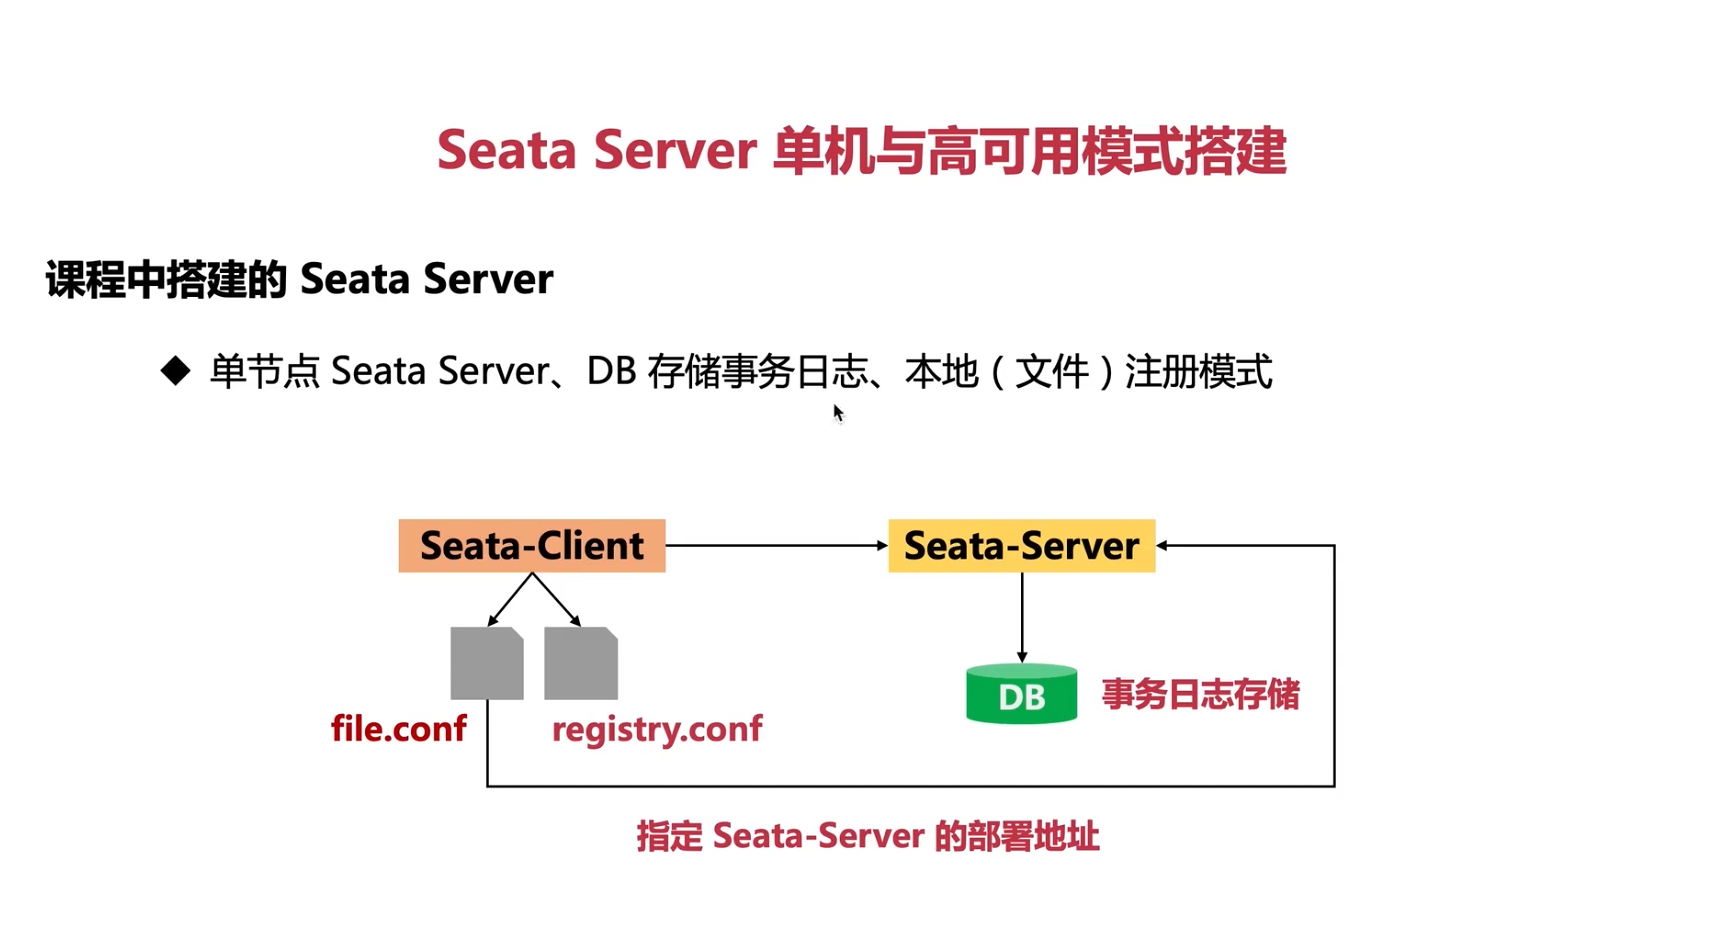 Seata Server 单机与高可用模式搭建
课程中搭建的 Seata Server
◆ 单节点 Seata Server、DB 存储事务日志、本地（文件）注册模式
Seata-Client
Seata-Server
DB
事务日志存储
file.conf
registry.conf
指定 Seata-Server 的部署地址